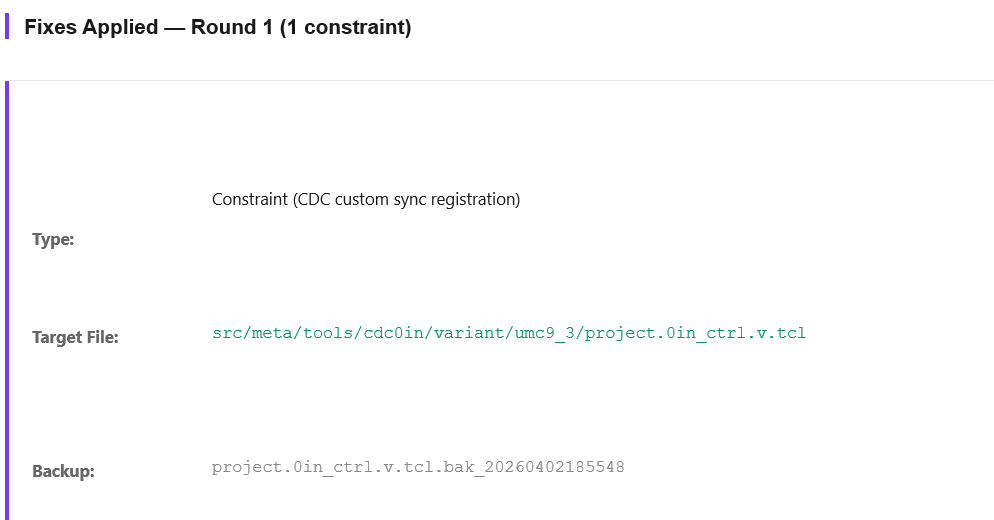 Fixes Applied — Round 1 (1 constraint)
Type: Constraint (CDC custom sync registration)
Target File: src/meta/tools/cdc0in/variant/umc9_3/project.0in_ctrl.v.tcl
Backup: project.0in_ctrl.v.tcl.bak_20260402185548